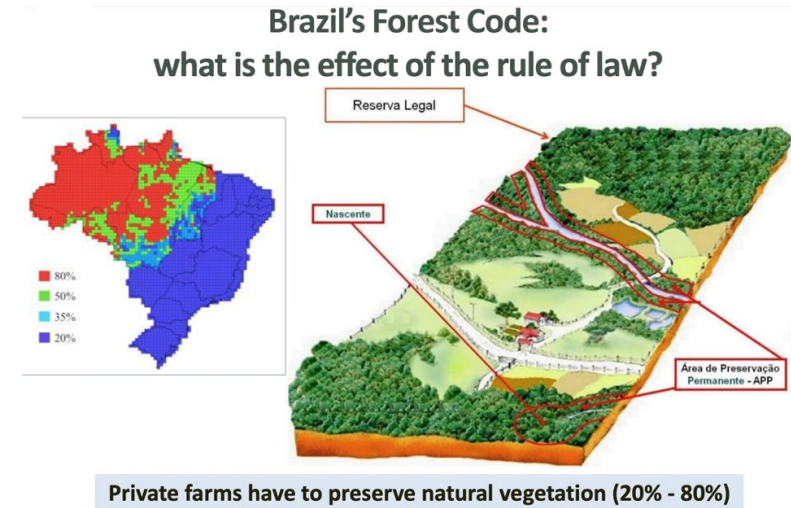 Brazil’s Forest Code:
what is the effect of the rule of law?
Reserva Legal
Nascente
80%
50%
35%
20%
Área de Preservação
Permanente - APP
Private farms have to preserve natural vegetation (20% - 80%)